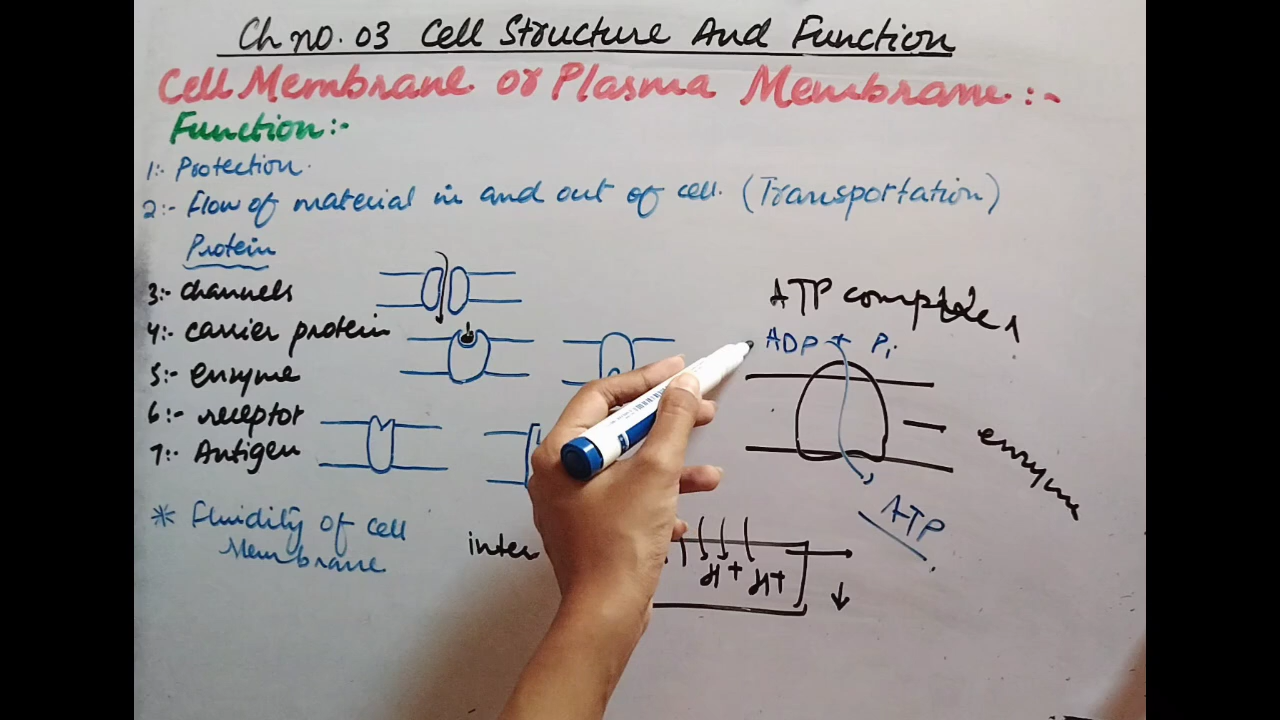 Ch no. 03 Cell Structure And Function
Cell Membrane or Plasma Membrane:-
Function:-
1:- Protection.
2:- Flow of material in and out of cell. (Transportation)
Protein
3:- channels
4:- carrier protein
5:- enzyme
6:- receptor
7:- Antigen
* Fluidity of cell
Membrane
inter
ATP
ADP + Pi
enzyme
ATP
H+ H+